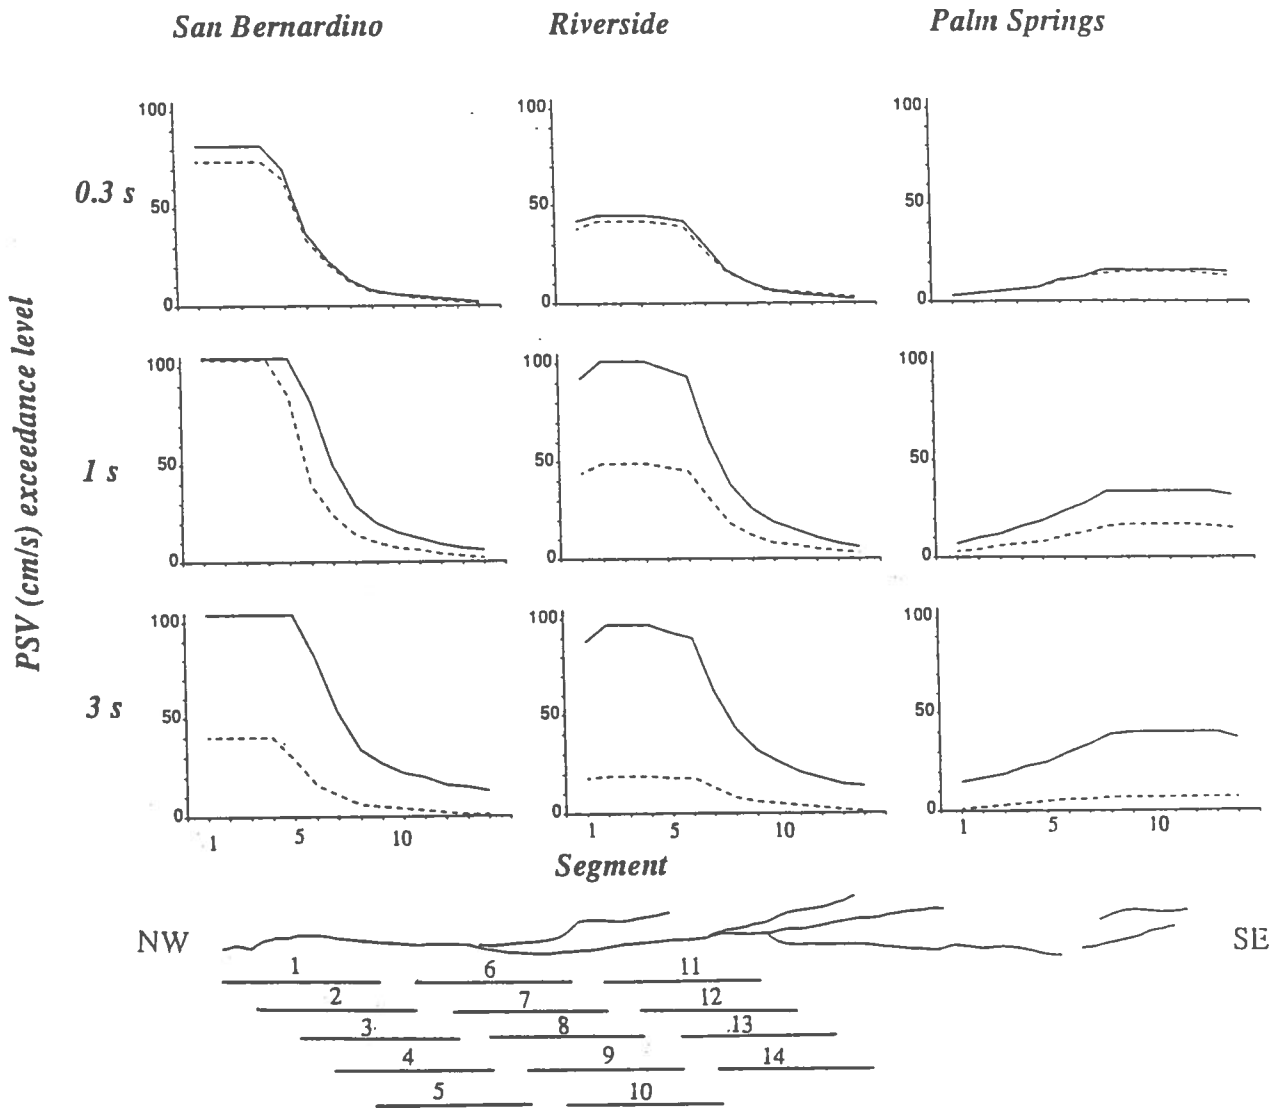 San Bernardino Riverside Palm Springs
100 100 100
0.3 s
50 50 50
0 0 0
PSV (cm/s) exceedance level
100 100 100
1 s
50 50 50
0 0 0
100 100 100
3 s
50 50 50
0 0 0
1 5 10 1 5 10 1 5 10
Segment
NW SE
1 6 11
2 7 12
3 8 13
4 9 14
5 10